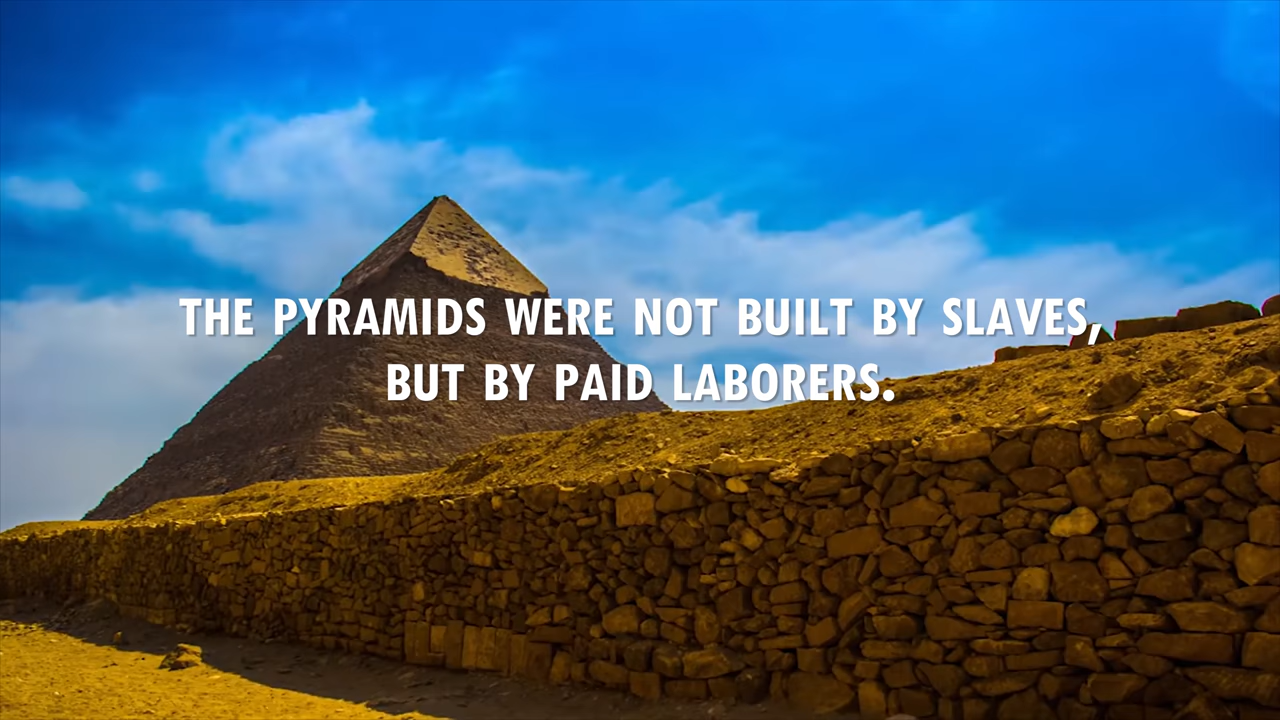 THE PYRAMIDS WERE NOT BUILT BY SLAVES,
BUT BY PAID LABORERS.